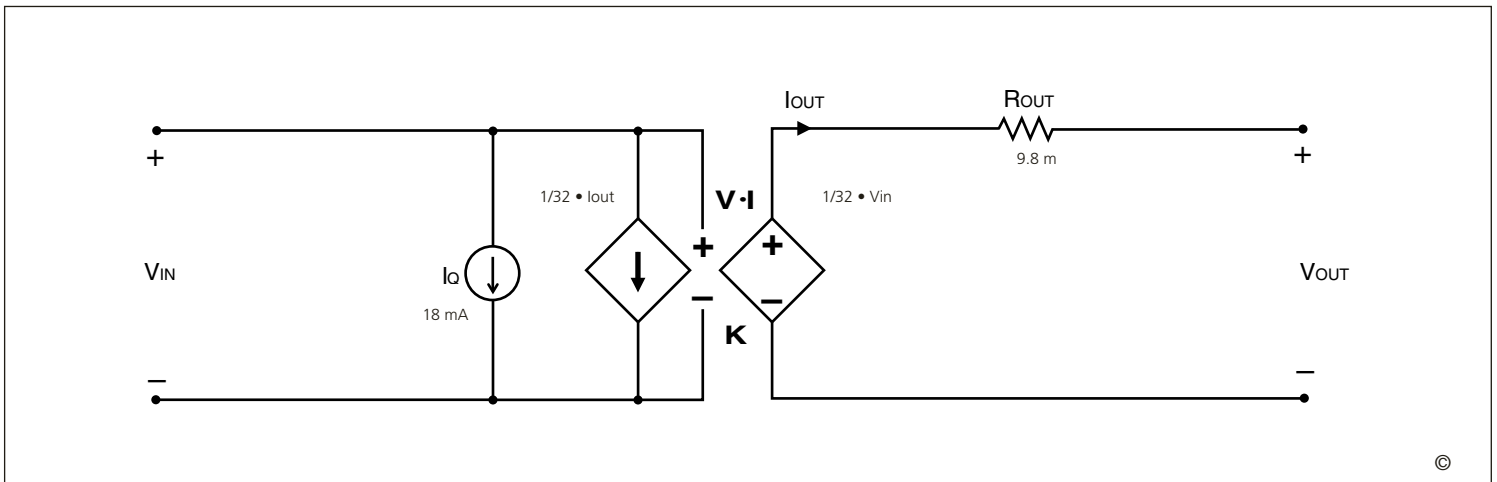 IOUT
ROUT
+
+
9.8 m
1/32 • Iout
V•I
1/32 • Vin
+
+
VIN
IQ
VOUT
–
–
18 mA
K
–
–
©